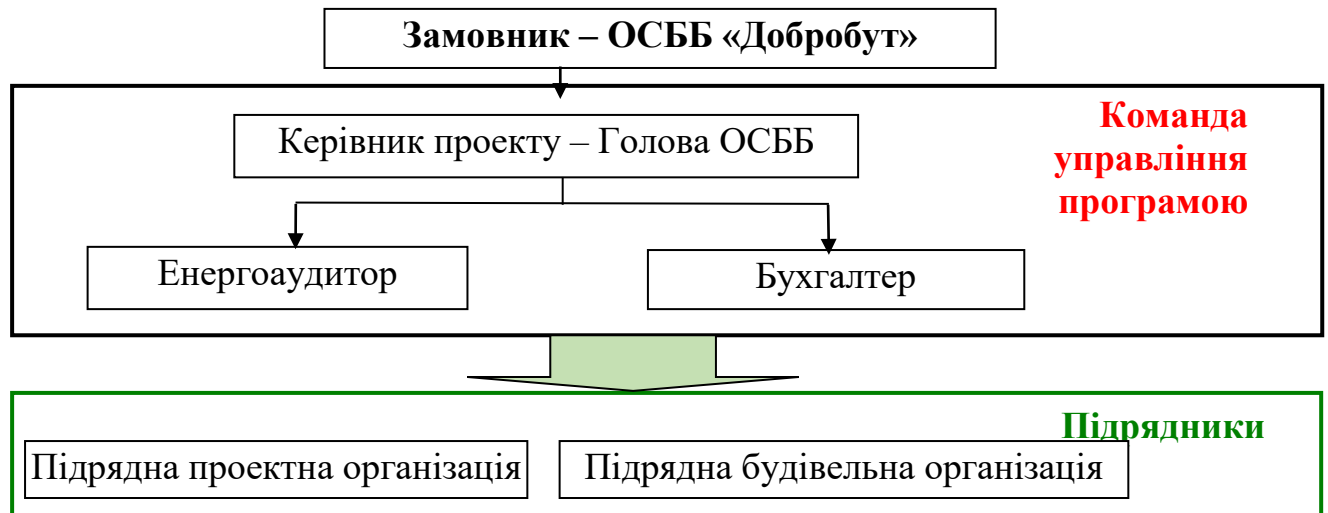 Замовник – ОСББ «Добробут»
Команда
управління
програмою
Керівник проекту – Голова ОСББ
Енергоаудитор
Бухгалтер
Підрядники
Підрядна проектна організація
Підрядна будівельна організація